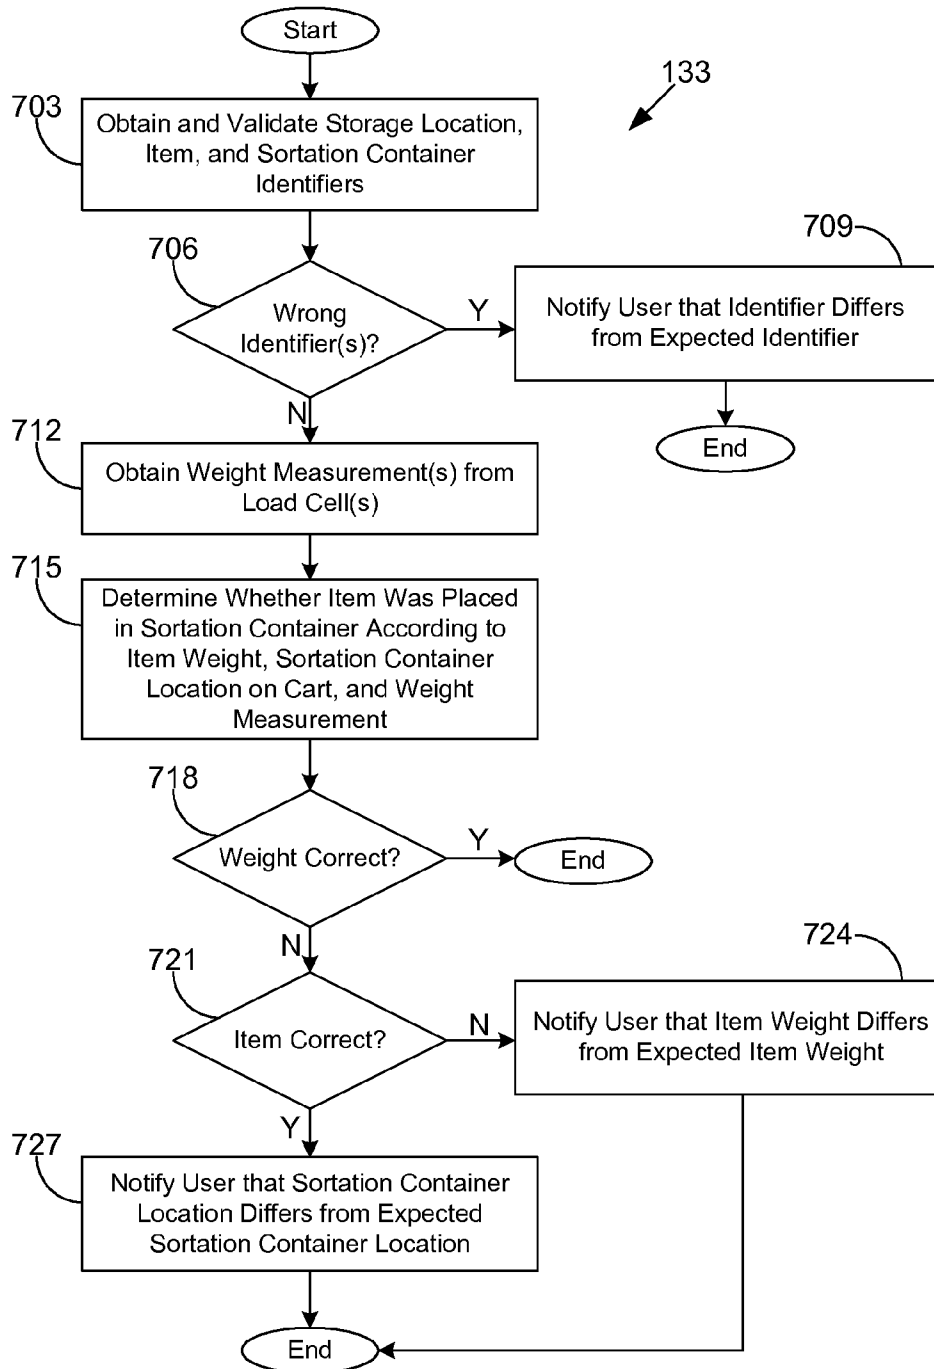 Start
133
703
Obtain and Validate Storage Location,
Item, and Sortation Container
Identifiers
706
Wrong
Identifier(s)?
Y
709
Notify User that Identifier Differs
from Expected Identifier
End
N
712
Obtain Weight Measurement(s) from
Load Cell(s)
715
Determine Whether Item Was Placed
in Sortation Container According to
Item Weight, Sortation Container
Location on Cart, and Weight
Measurement
718
Weight Correct?
Y
End
N
721
Item Correct?
N
724
Notify User that Item Weight Differs
from Expected Item Weight
Y
727
Notify User that Sortation Container
Location Differs from Expected
Sortation Container Location
End